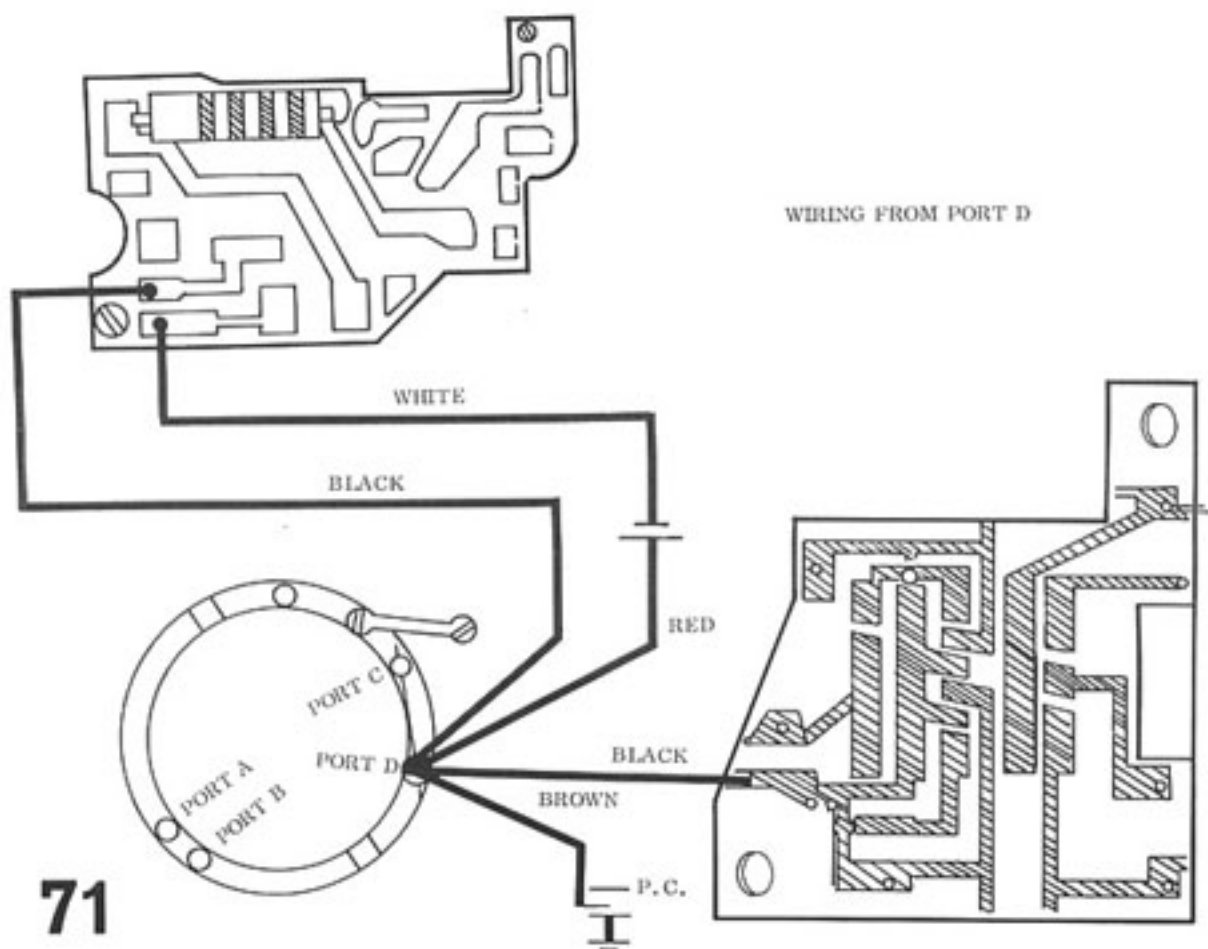 WIRING FROM PORT D
WHITE
BLACK
RED
PORT C
PORT D
PORT A
PORT B
BLACK
BROWN
P.C.
71